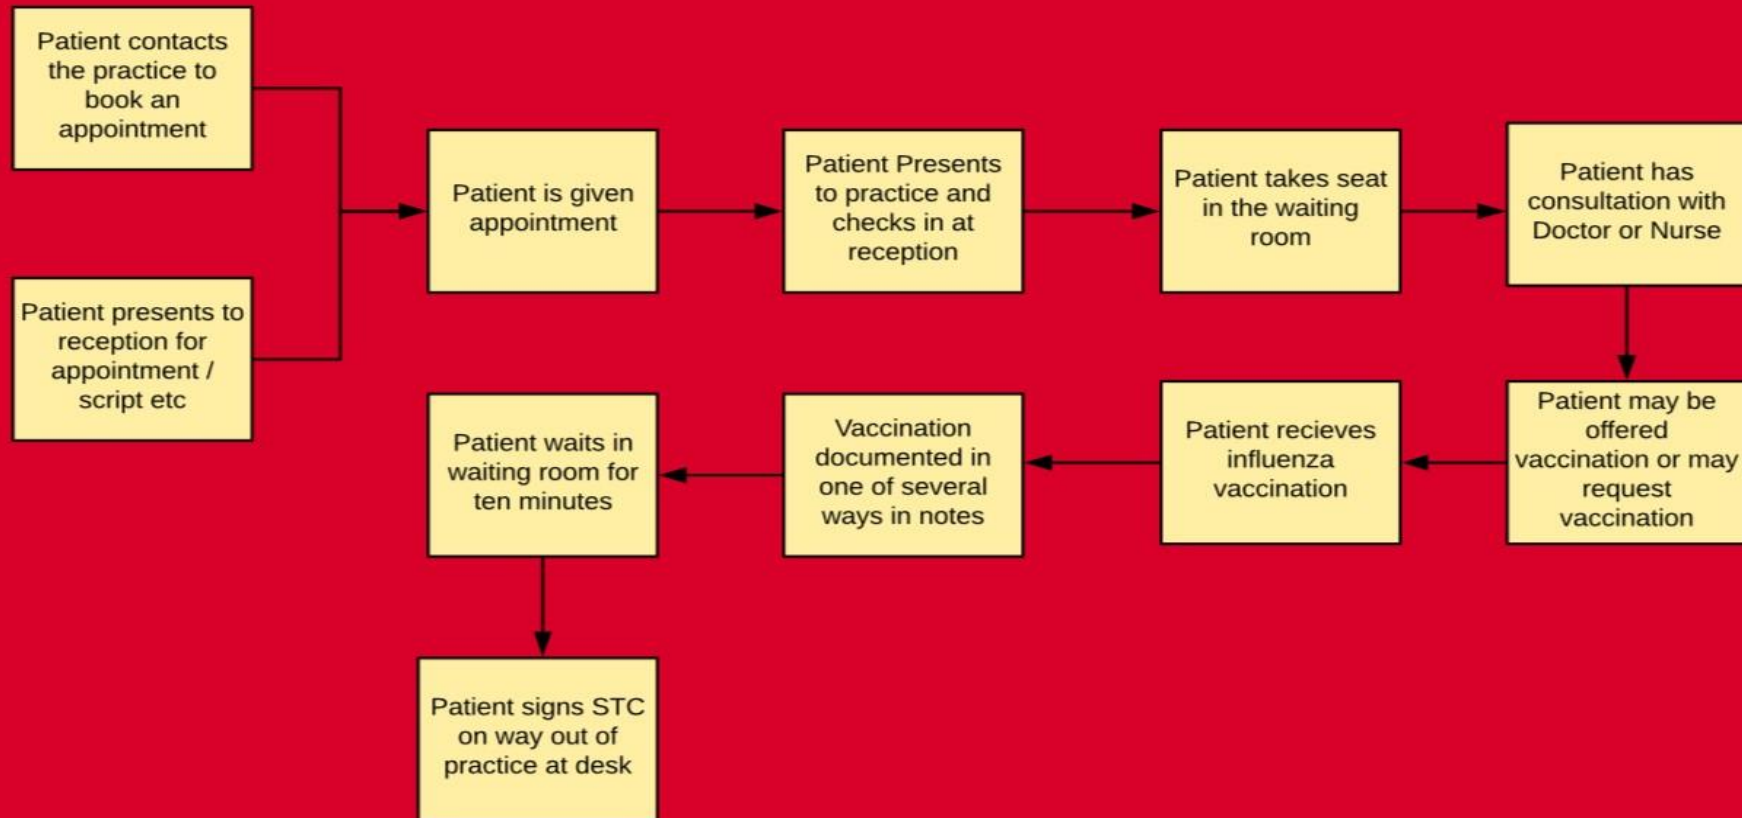 Patient contacts
the practice to
book an
appointment
Patient presents to
reception for
appointment /
script etc
Patient is given
appointment
Patient Presents
to practice and
checks in at
reception
Patient takes seat
in the waiting
room
Patient has
consultation with
Doctor or Nurse
Patient may be
offered
vaccination or may
request
vaccination
Patient recieves
influenza
vaccination
Vaccination
documented in
one of several
ways in notes
Patient waits in
waiting room for
ten minutes
Patient signs STC
on way out of
practice at desk